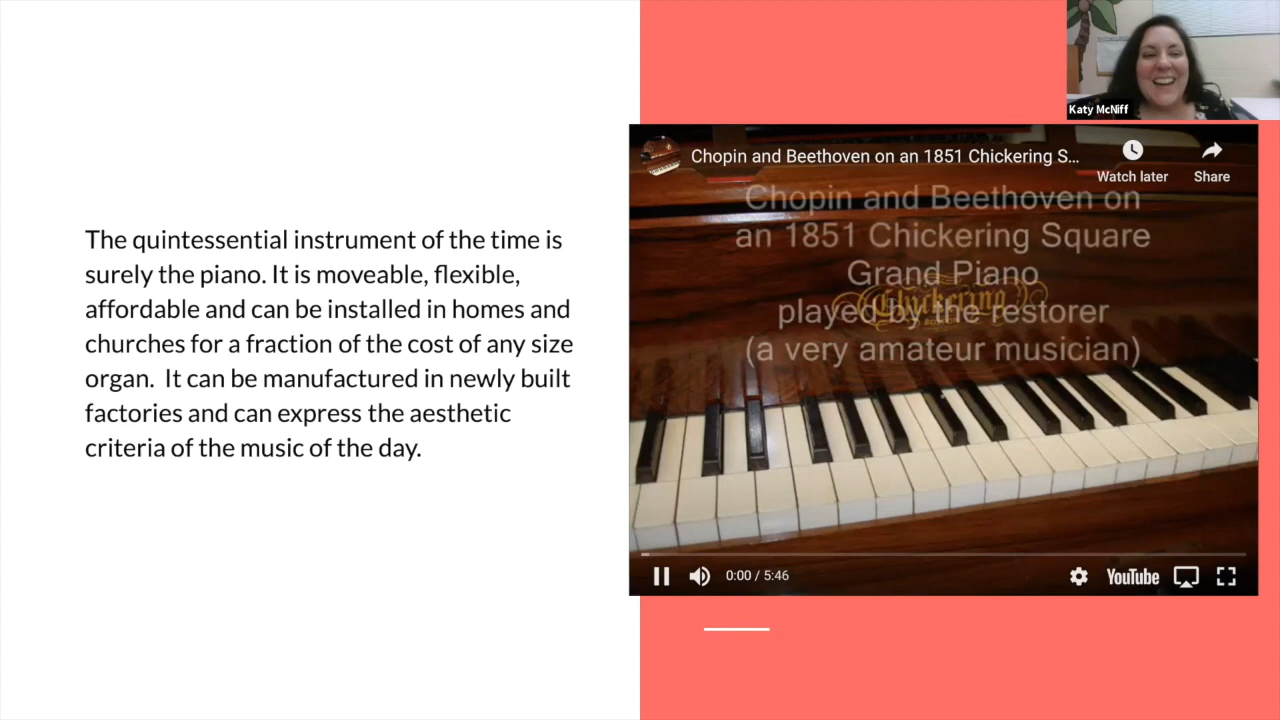 The quintessential instrument of the time is
surely the piano. It is moveable, flexible,
affordable and can be installed in homes and
churches for a fraction of the cost of any size
organ.  It can be manufactured in newly built
factories and can express the aesthetic
criteria of the music of the day.
Katy McNiff
Chopin and Beethoven on an 1851 Chickering S...
Watch later
Share
Chopin and Beethoven on
an 1851 Chickering Square
Grand Piano
Chickering
played by the restorer
(a very amateur musician)
0:00 / 5:46
YouTube